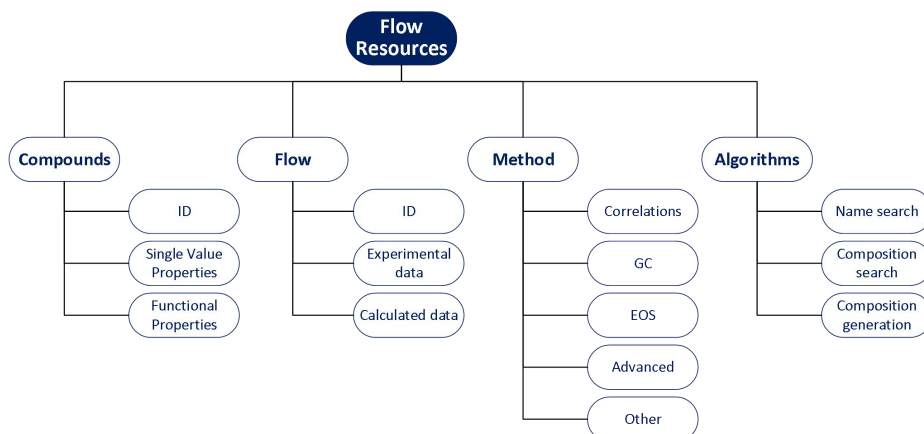 Flow
Resources
Compounds
Flow
Method
Algorithms
ID
Single Value
Properties
Functional
Properties
ID
Experimental
data
Calculated data
Correlations
GC
EOS
Advanced
Other
Name search
Composition
search
Composition
generation